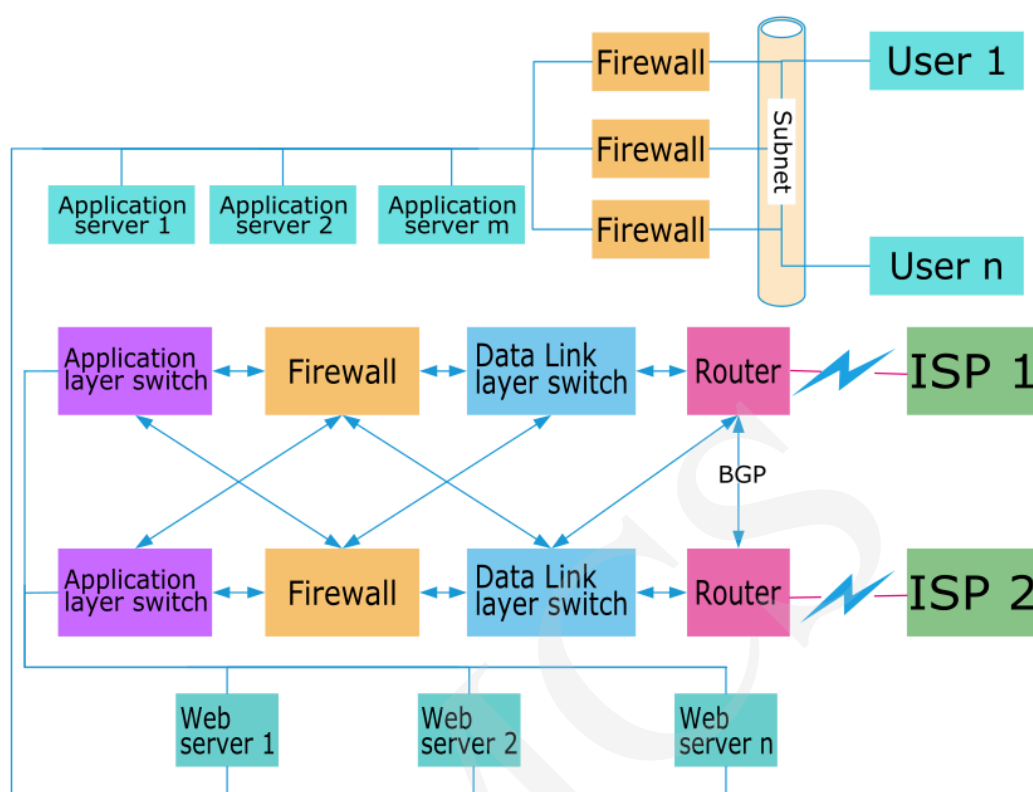 Firewall
User 1
Firewall
Subnet
Application
server 1
Application
server 2
Application
server m
Firewall
User n
Application
layer switch
Firewall
Data Link
layer switch
Router
ISP 1
BGP
Application
layer switch
Firewall
Data Link
layer switch
Router
ISP 2
Web
server 1
Web
server 2
Web
server n